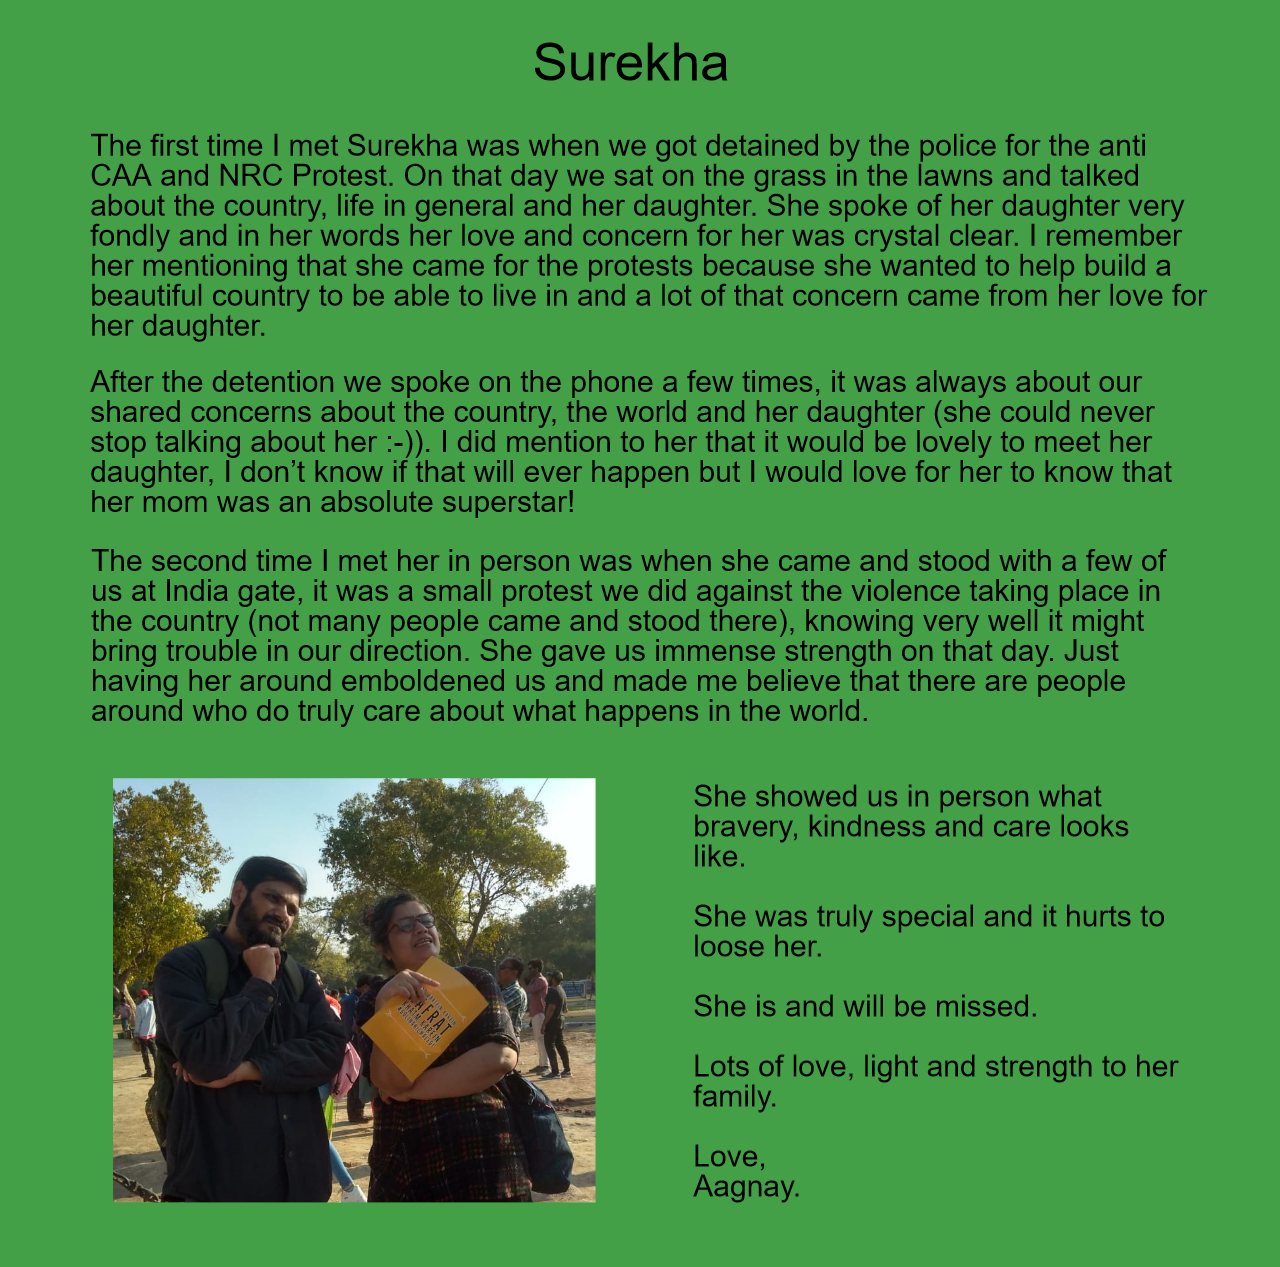 Surekha
The first time I met Surekha was when we got detained by the police for the anti
CAA and NRC Protest. On that day we sat on the grass in the lawns and talked
about the country, life in general and her daughter. She spoke of her daughter very
fondly and in her words her love and concern for her was crystal clear. I remember
her mentioning that she came for the protests because she wanted to help build a
beautiful country to be able to live in and a lot of that concern came from her love for
her daughter.
After the detention we spoke on the phone a few times, it was always about our
shared concerns about the country, the world and her daughter (she could never
stop talking about her :-)). I did mention to her that it would be lovely to meet her
daughter, I don’t know if that will ever happen but I would love for her to know that
her mom was an absolute superstar!
The second time I met her in person was when she came and stood with a few of
us at India gate, it was a small protest we did against the violence taking place in
the country (not many people came and stood there), knowing very well it might
bring trouble in our direction. She gave us immense strength on that day. Just
having her around emboldened us and made me believe that there are people
around who do truly care about what happens in the world.
She showed us in person what
bravery, kindness and care looks
like.
She was truly special and it hurts to
loose her.
She is and will be missed.
Lots of love, light and strength to her
family.
Love,
Aagnay.